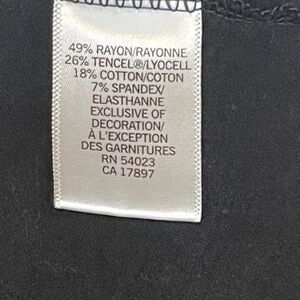 49% RAYON/RAYONNE
26% TENCEL®/LYOCELL
18% COTTON/COTON
7% SPANDEX/
ELASTHANNE
EXCLUSIVE OF
DECORATION/
À L'EXCEPTION
DES GARNITURES
RN 54023
CA 17897